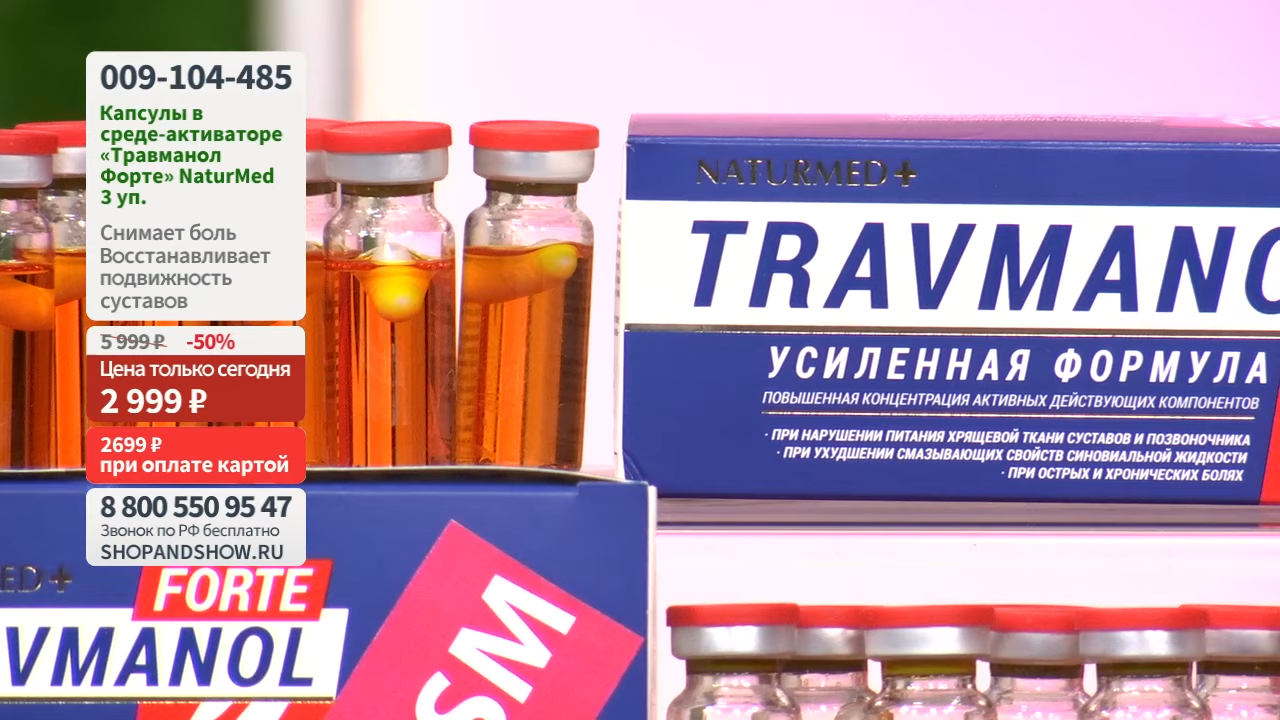 009-104-485
Капсулы в
среде-активаторе
«Травманол
Форте» NaturMed
3 уп.
Снимает боль
Восстанавливает
подвижность
суставов
5 999 ₽ -50%
Цена только сегодня
2 999 ₽
2699 ₽
при оплате картой
8 800 550 95 47
Звонок по РФ бесплатно
SHOPANDSHOW.RU
NATURMED+
TRAVMANO
УСИЛЕННАЯ ФОРМУЛА
ПОВЫШЕННАЯ КОНЦЕНТРАЦИЯ АКТИВНЫХ ДЕЙСТВУЮЩИХ КОМПОНЕНТОВ
· ПРИ НАРУШЕНИИ ПИТАНИЯ ХРЯЩЕВОЙ ТКАНИ СУСТАВОВ И ПОЗВОНОЧНИКА
· ПРИ УХУДШЕНИИ СМАЗЫВАЮЩИХ СВОЙСТВ СИНОВИАЛЬНОЙ ЖИДКОСТИ
· ПРИ ОСТРЫХ И ХРОНИЧЕСКИХ БОЛЯХ
ED+
FORTE
VMANOL
SM